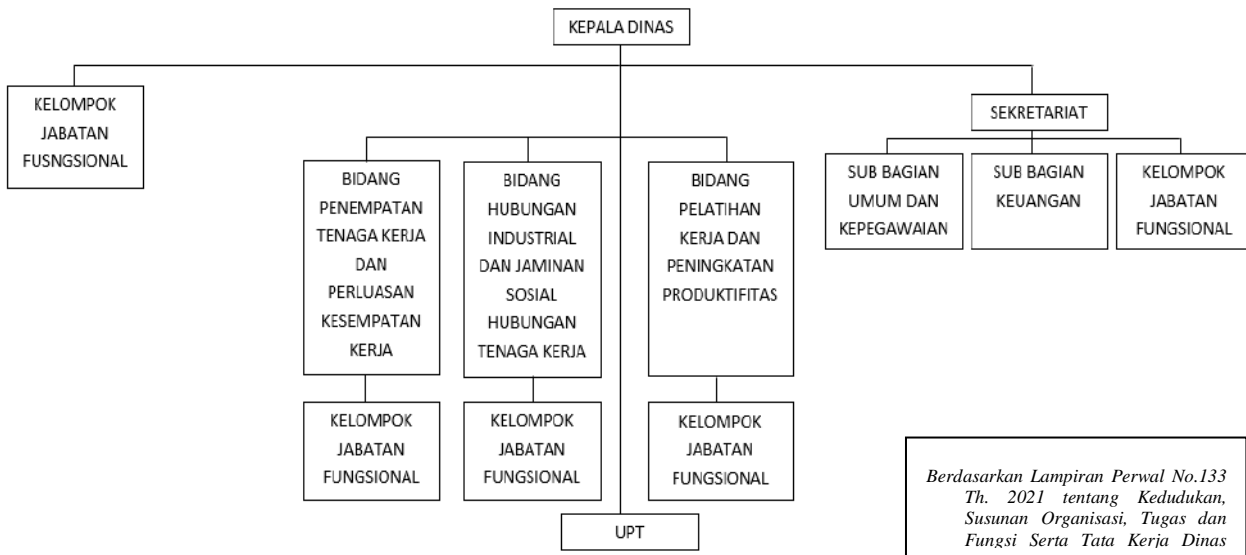 KEPALA DINAS
KELOMPOK
JABATAN
FUSNGSIONAL
SEKRETARIAT
SUB BAGIAN
UMUM DAN
KEPEGAWAIAN
SUB BAGIAN
KEUANGAN
KELOMPOK
JABATAN
FUNGSIONAL
BIDANG
PENEMPATAN
TENAGA KERJA
DAN
PERLUASAN
KESEMPATAN
KERJA
BIDANG
HUBUNGAN
INDUSTRIAL
DAN JAMINAN
SOSIAL
HUBUNGAN
TENAGA KERJA
BIDANG
PELATIHAN
KERJA DAN
PENINGKATAN
PRODUKTIFITAS
KELOMPOK
JABATAN
FUNGSIONAL
KELOMPOK
JABATAN
FUNGSIONAL
KELOMPOK
JABATAN
FUNGSIONAL
UPT
Berdasarkan Lampiran Perwal No.133
Th. 2021 tentang Kedudukan,
Susunan Organisasi, Tugas dan
Fungsi Serta Tata Kerja Dinas